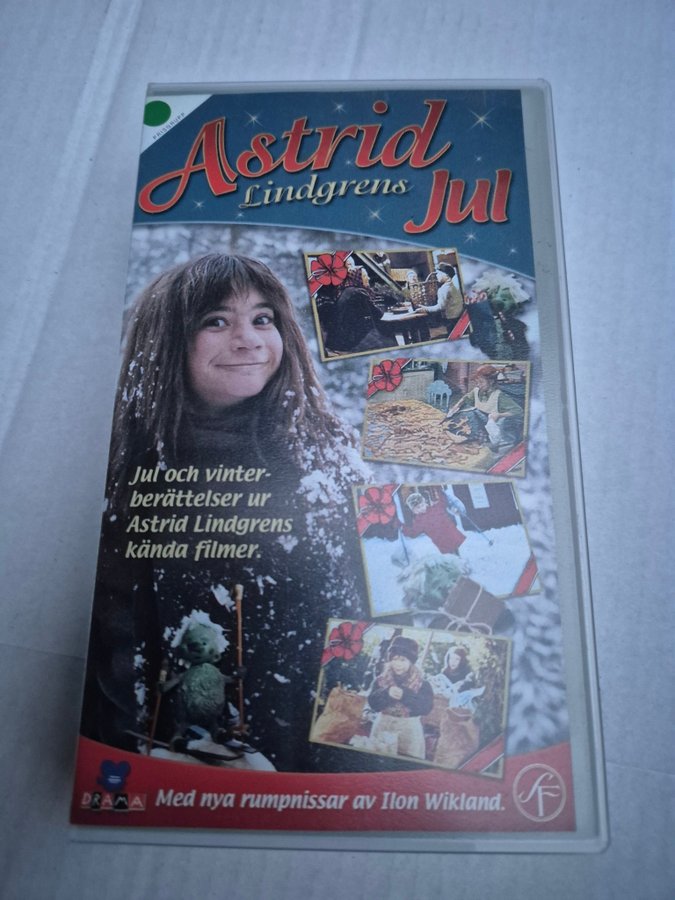 PRISGRUPP
Astrid
Lindgrens Jul
Jul och vinter-
berättelser ur
Astrid Lindgrens
kända filmer.
DRAMA
Med nya rumpnissar av Ilon Wikland.
SF